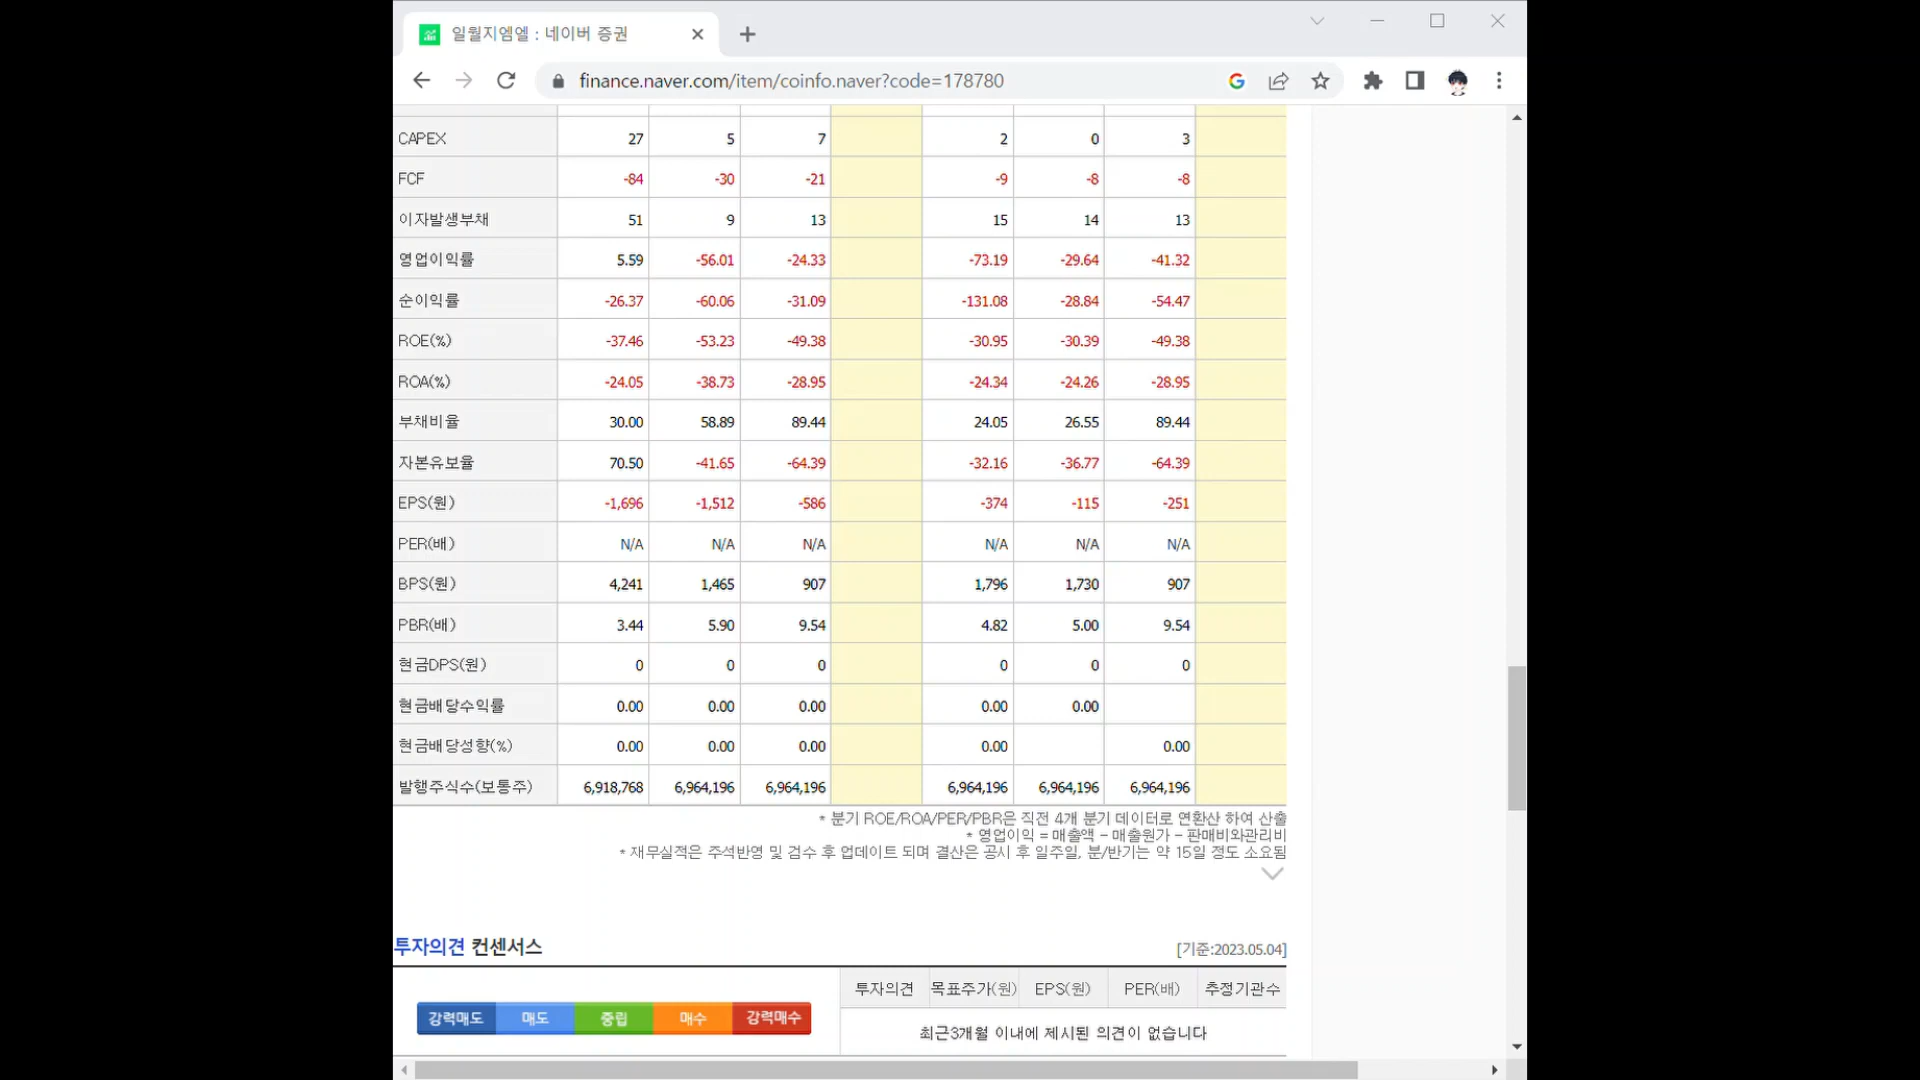 일월지엠엘 : 네이버 증권
finance.naver.com/item/coinfo.naver?code=178780
CAPEX 27 5 7 2 0 3
FCF -84 -30 -21 -9 -8 -8
이자발생부채 51 9 13 15 14 13
영업이익률 5.59 -56.01 -24.33 -73.19 -29.64 -41.32
순이익률 -26.37 -60.06 -31.09 -131.08 -28.84 -54.47
ROE(%) -37.46 -53.23 -49.38 -30.95 -30.39 -49.38
ROA(%) -24.05 -38.73 -28.95 -24.34 -24.26 -28.95
부채비율 30.00 58.89 89.44 24.05 26.55 89.44
자본유보율 70.50 -41.65 -64.39 -32.16 -36.77 -64.39
EPS(원) -1,696 -1,512 -586 -374 -115 -251
PER(배) N/A N/A N/A N/A N/A N/A
BPS(원) 4,241 1,465 907 1,796 1,730 907
PBR(배) 3.44 5.90 9.54 4.82 5.00 9.54
현금DPS(원) 0 0 0 0 0 0
현금배당수익률 0.00 0.00 0.00 0.00 0.00
현금배당성향(%) 0.00 0.00 0.00 0.00 0.00
발행주식수(보통주) 6,918,768 6,964,196 6,964,196 6,964,196 6,964,196 6,964,196
* 분기 ROE/ROA/PER/PBR은 직전 4개 분기 데이터로 연환산 하여 산출
* 영업이익 = 매출액 - 매출원가 - 판매비와관리비
* 재무실적은 주석반영 및 검수 후 업데이트 되며 결산은 공시 후 일주일, 분/반기는 약 15일 정도 소요됨
투자의견 컨센서스 [기준:2023.05.04]
투자의견 목표주가(원) EPS(원) PER(배) 추정기관수
강력매도 매도 중립 매수 강력매수
최근3개월 이내에 제시된 의견이 없습니다